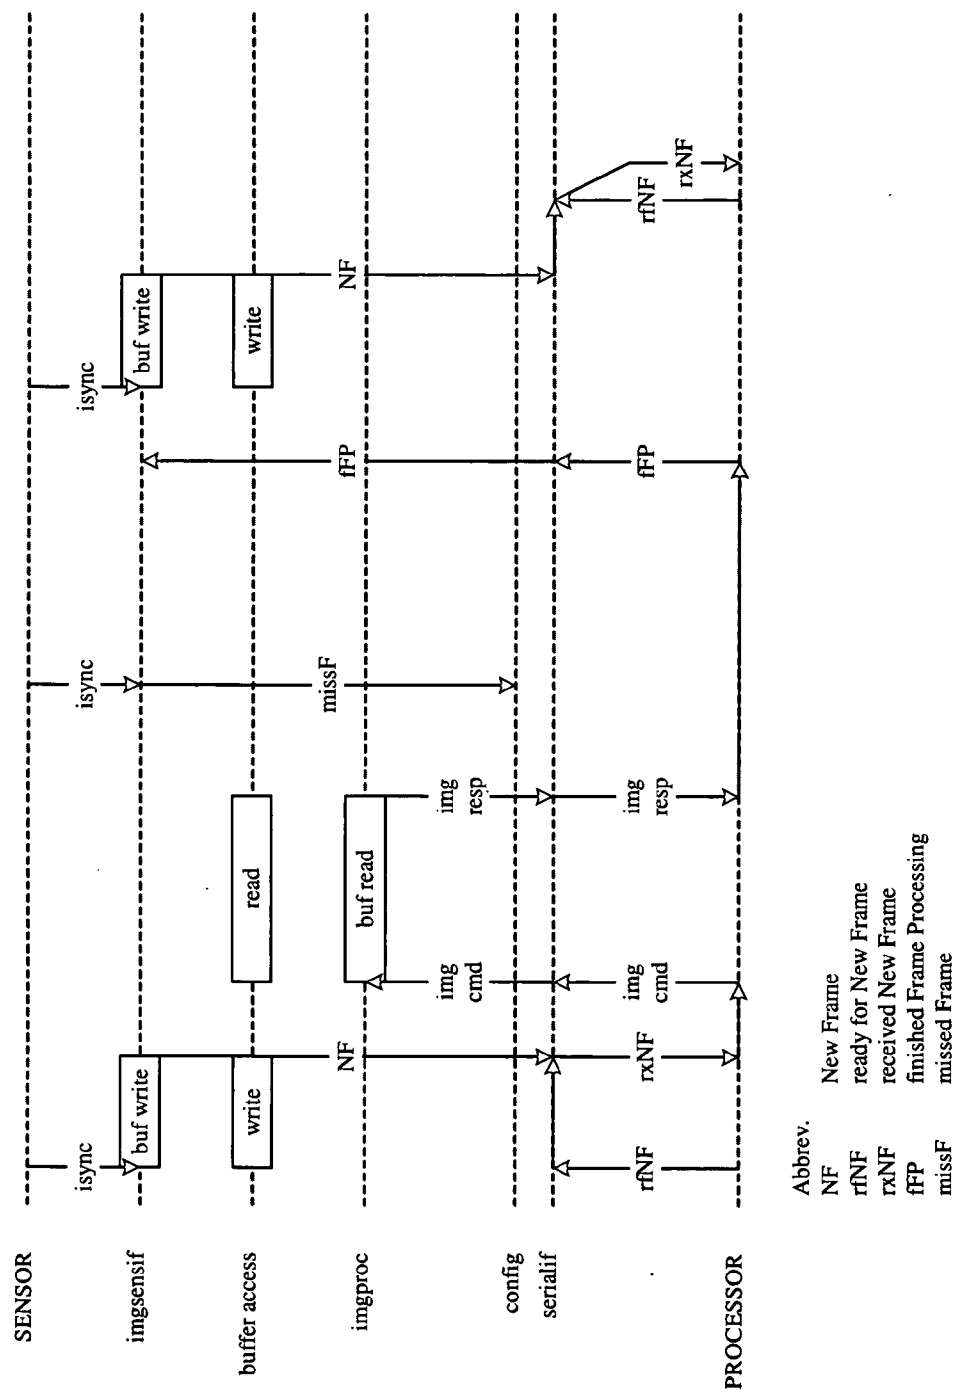 SENSOR
isync
isync
isync
imgsensif
buf write
buf write
buffer access
write
read
write
imgproc
NF
buf read
missF
fFP
NF
config
img
cmd
img
resp
serialif
rfNF
rxNF
img
cmd
img
resp
fFP
rfNF
rxNF
PROCESSOR
Abbrev.
NF New Frame
rfNF ready for New Frame
rxNF received New Frame
fFP finished Frame Processing
missF missed Frame